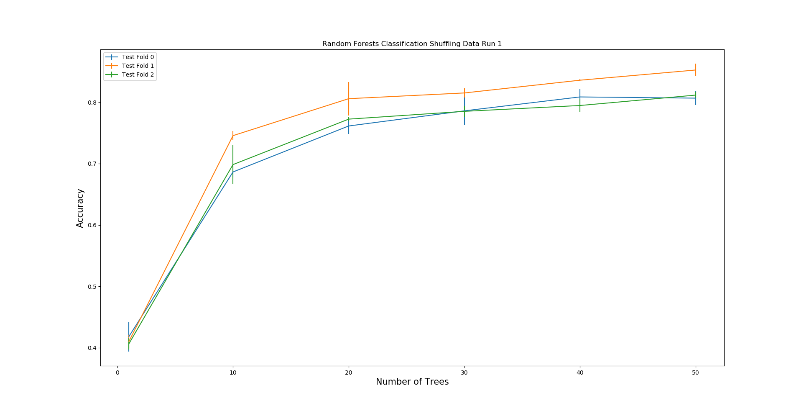 Random Forests Classification Shuffling Data Run 1
Test Fold 0
Test Fold 1
Test Fold 2
0.8
0.7
0.6
0.5
0.4
Accuracy
0 10 20 30 40 50
Number of Trees